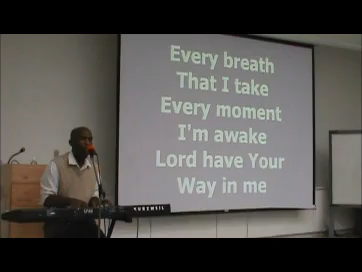 Every breath
That I take
Every moment
I'm awake
Lord have Your
Way in me
KURZWEIL